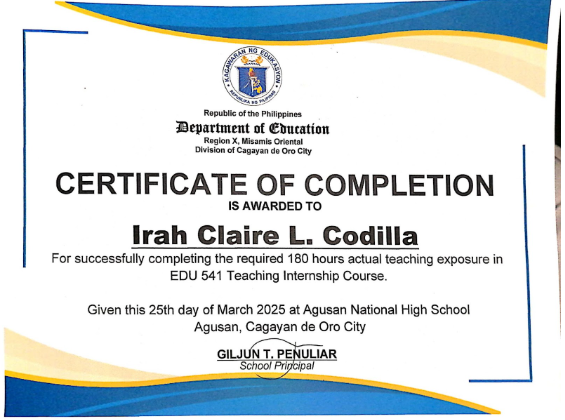 KAGAWARAN NG EDUKASYON
REPUBLIKA NG PILIPINAS
Republic of the Philippines
Department of Education
Region X, Misamis Oriental
Division of Cagayan de Oro City
CERTIFICATE OF COMPLETION
IS AWARDED TO
Irah Claire L. Codilla
For successfully completing the required 180 hours actual teaching exposure in
EDU 541 Teaching Internship Course.
Given this 25th day of March 2025 at Agusan National High School
Agusan, Cagayan de Oro City
GILJUN T. PENULIAR
School Principal